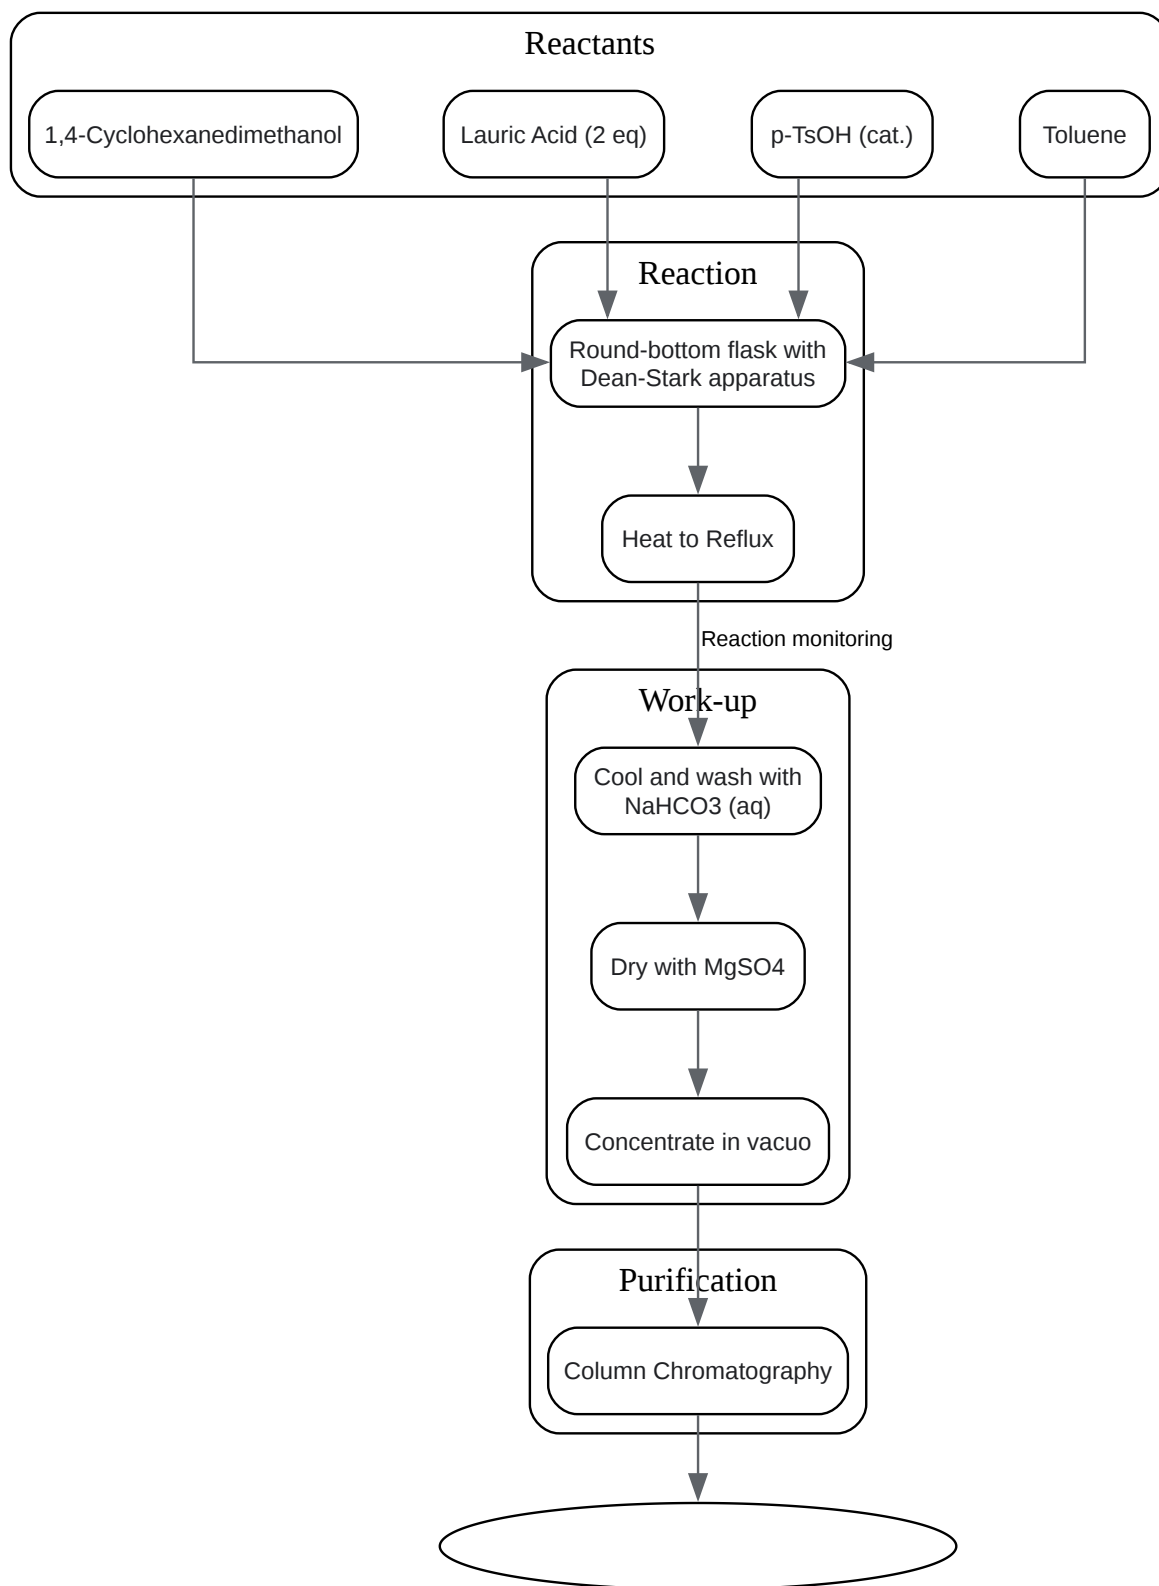 Reactants
1,4-Cyclohexanedimethanol
Lauric Acid (2 eq)
p-TsOH (cat.)
Toluene
Reaction
Round-bottom flask with
Dean-Stark apparatus
Heat to Reflux
Reaction monitoring
Work-up
Cool and wash with
NaHCO3 (aq)
Dry with MgSO4
Concentrate in vacuo
Purification
Column Chromatography